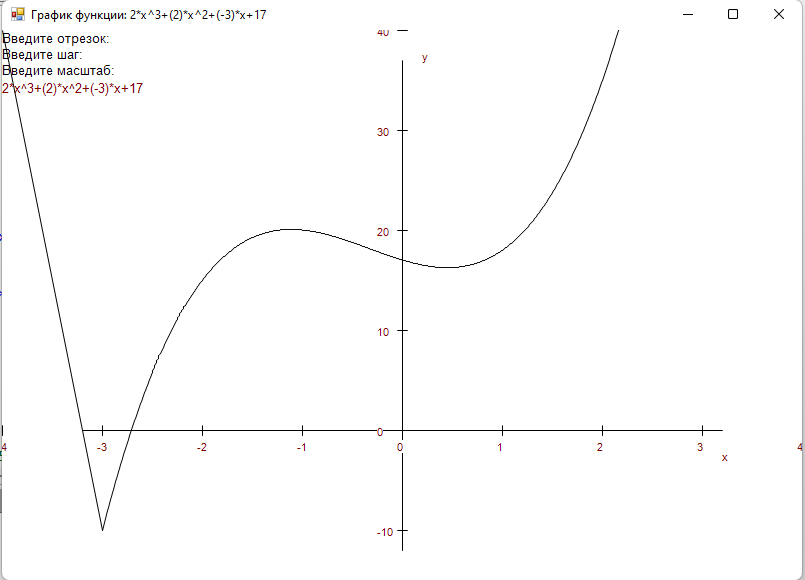 График функции: 2*x^3+(2)*x^2+(-3)*x+17
Введите отрезок:
Введите шаг:
Введите масштаб:
2*x^3+(2)*x^2+(-3)*x+17
40
y
30
20
10
0
4 -3 -2 -1 0 1 2 3 4
x
-10